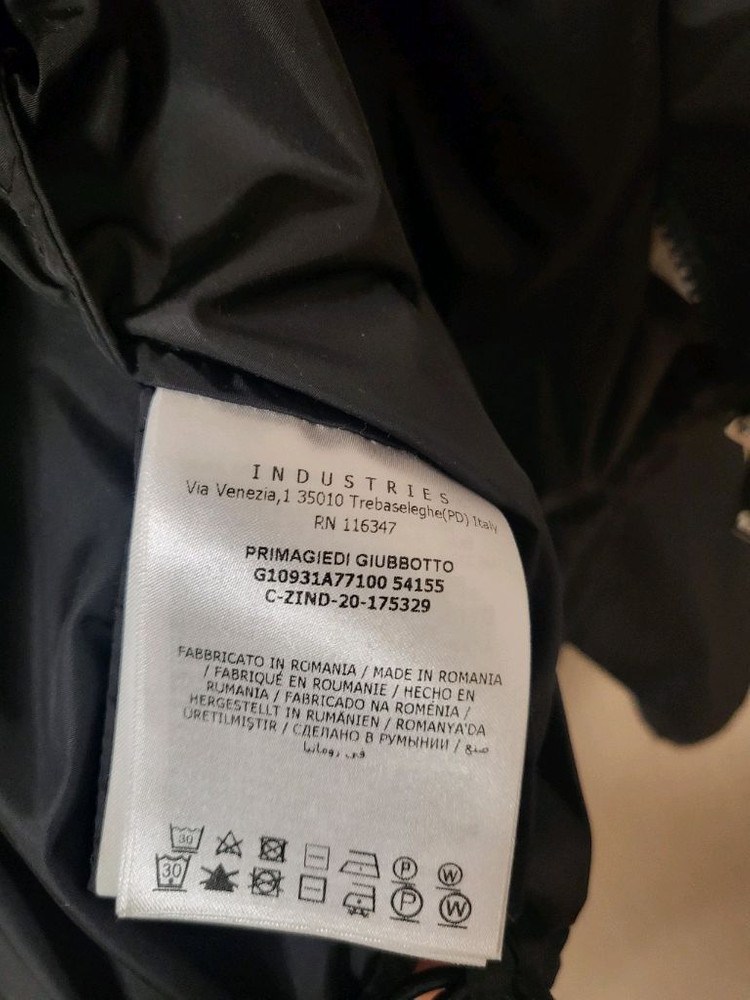 INDUSTRIES
Via Venezia,1 35010 Trebaseleghe(PD) Italy
RN 116347
PRIMAGIEDI GIUBBOTTO
G10931A77100 54155
C-ZIND-20-175329
FABBRICATO IN ROMANIA / MADE IN ROMANIA
/ FABRIQUÉ EN ROUMANIE / HECHO EN
RUMANIA / FABRICADO NA ROMÉNIA /
HERGESTELLT IN RUMÄNIEN / ROMANYA'DA
ÜRETILMIŞTIR / СДЕЛАНО В РУМЫНИИ / صنع
في رومانيا
30 P W
30 P W